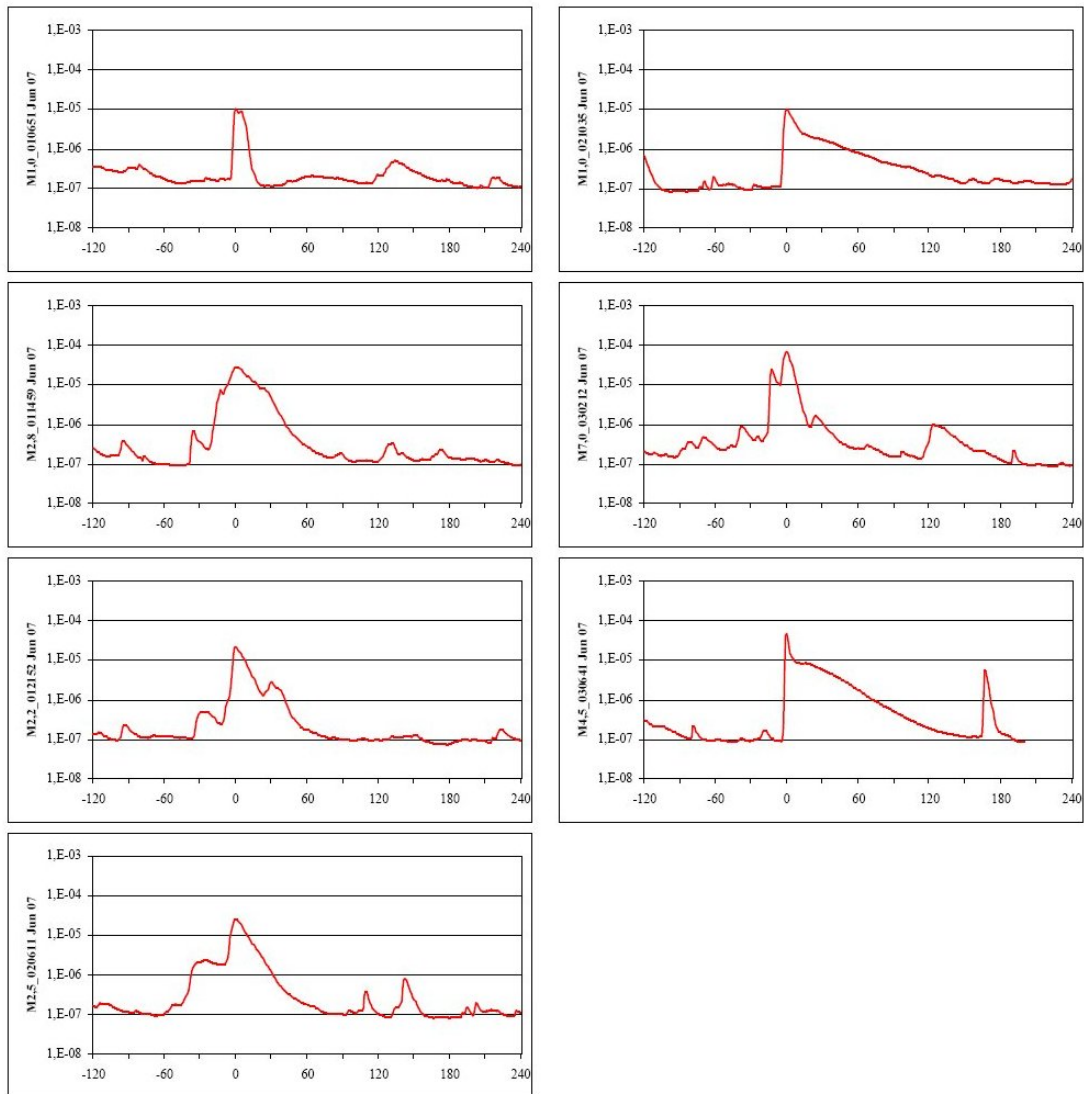 M1,0_010651 Jun 07
1,E-03
1,E-04
1,E-05
1,E-06
1,E-07
1,E-08
-120 -60 0 60 120 180 240
M1,0_021035 Jun 07
1,E-03
1,E-04
1,E-05
1,E-06
1,E-07
1,E-08
-120 -60 0 60 120 180 240
M2,8_011459 Jun 07
1,E-03
1,E-04
1,E-05
1,E-06
1,E-07
1,E-08
-120 -60 0 60 120 180 240
M7,0_030212 Jun 07
1,E-03
1,E-04
1,E-05
1,E-06
1,E-07
1,E-08
-120 -60 0 60 120 180 240
M2,2_012152 Jun 07
1,E-03
1,E-04
1,E-05
1,E-06
1,E-07
1,E-08
-120 -60 0 60 120 180 240
M4,5_030641 Jun 07
1,E-03
1,E-04
1,E-05
1,E-06
1,E-07
1,E-08
-120 -60 0 60 120 180 240
M2,5_020611 Jun 07
1,E-03
1,E-04
1,E-05
1,E-06
1,E-07
1,E-08
-120 -60 0 60 120 180 240